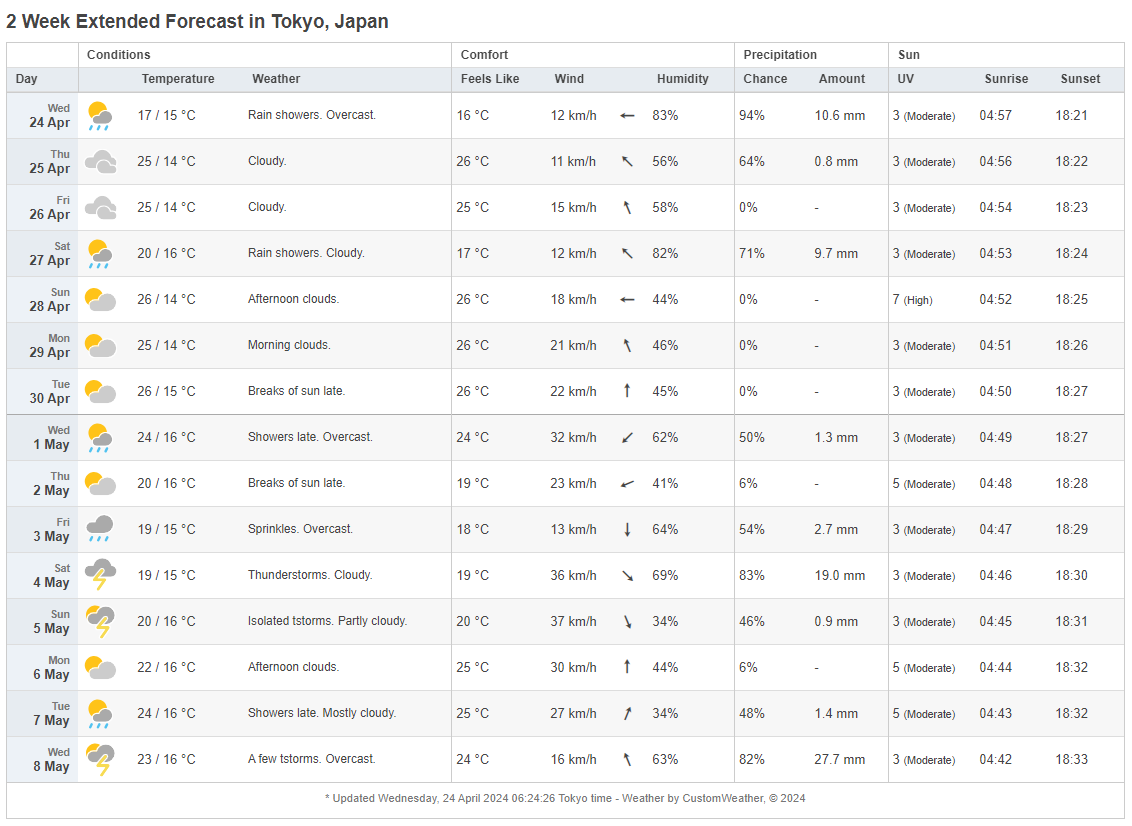 2 Week Extended Forecast in Tokyo, Japan
Conditions Comfort Precipitation Sun
Day Temperature Weather Feels Like Wind Humidity Chance Amount UV Sunrise Sunset
Wed
24 Apr 17 / 15 °C Rain showers. Overcast. 16 °C 12 km/h 83% 94% 10.6 mm 3 (Moderate) 04:57 18:21
Thu
25 Apr 25 / 14 °C Cloudy. 26 °C 11 km/h 56% 64% 0.8 mm 3 (Moderate) 04:56 18:22
Fri
26 Apr 25 / 14 °C Cloudy. 25 °C 15 km/h 58% 0% - 3 (Moderate) 04:54 18:23
Sat
27 Apr 20 / 16 °C Rain showers. Cloudy. 17 °C 12 km/h 82% 71% 9.7 mm 3 (Moderate) 04:53 18:24
Sun
28 Apr 26 / 14 °C Afternoon clouds. 26 °C 18 km/h 44% 0% - 7 (High) 04:52 18:25
Mon
29 Apr 25 / 14 °C Morning clouds. 26 °C 21 km/h 46% 0% - 3 (Moderate) 04:51 18:26
Tue
30 Apr 26 / 15 °C Breaks of sun late. 26 °C 22 km/h 45% 0% - 3 (Moderate) 04:50 18:27
Wed
1 May 24 / 16 °C Showers late. Overcast. 24 °C 32 km/h 62% 50% 1.3 mm 3 (Moderate) 04:49 18:27
Thu
2 May 20 / 16 °C Breaks of sun late. 19 °C 23 km/h 41% 6% - 5 (Moderate) 04:48 18:28
Fri
3 May 19 / 15 °C Sprinkles. Overcast. 18 °C 13 km/h 64% 54% 2.7 mm 3 (Moderate) 04:47 18:29
Sat
4 May 19 / 15 °C Thunderstorms. Cloudy. 19 °C 36 km/h 69% 83% 19.0 mm 3 (Moderate) 04:46 18:30
Sun
5 May 20 / 16 °C Isolated tstorms. Partly cloudy. 20 °C 37 km/h 34% 46% 0.9 mm 3 (Moderate) 04:45 18:31
Mon
6 May 22 / 16 °C Afternoon clouds. 25 °C 30 km/h 44% 6% - 5 (Moderate) 04:44 18:32
Tue
7 May 24 / 16 °C Showers late. Mostly cloudy. 25 °C 27 km/h 34% 48% 1.4 mm 5 (Moderate) 04:43 18:32
Wed
8 May 23 / 16 °C A few tstorms. Overcast. 24 °C 16 km/h 63% 82% 27.7 mm 3 (Moderate) 04:42 18:33
* Updated Wednesday, 24 April 2024 06:24:26 Tokyo time - Weather by CustomWeather, © 2024